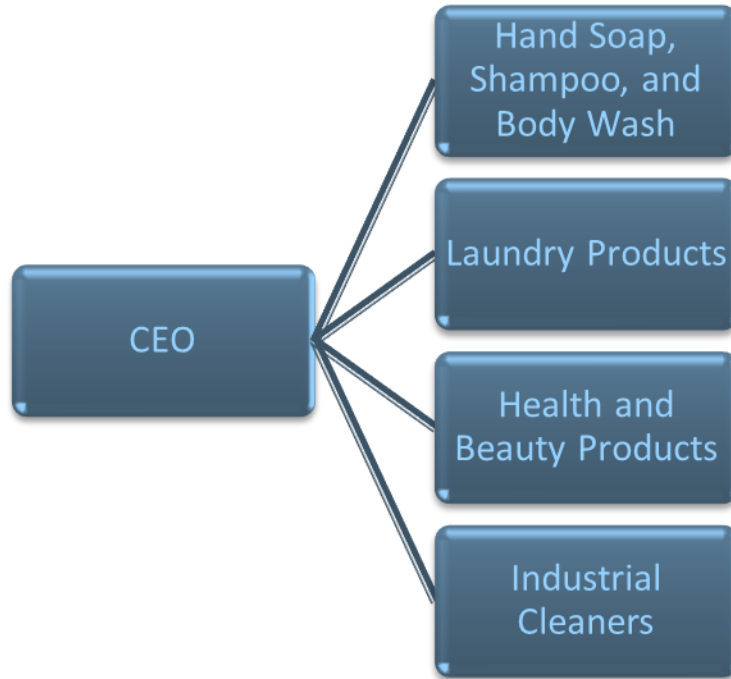 Hand Soap,
Shampoo, and
Body Wash
Laundry Products
CEO
Health and
Beauty Products
Industrial
Cleaners